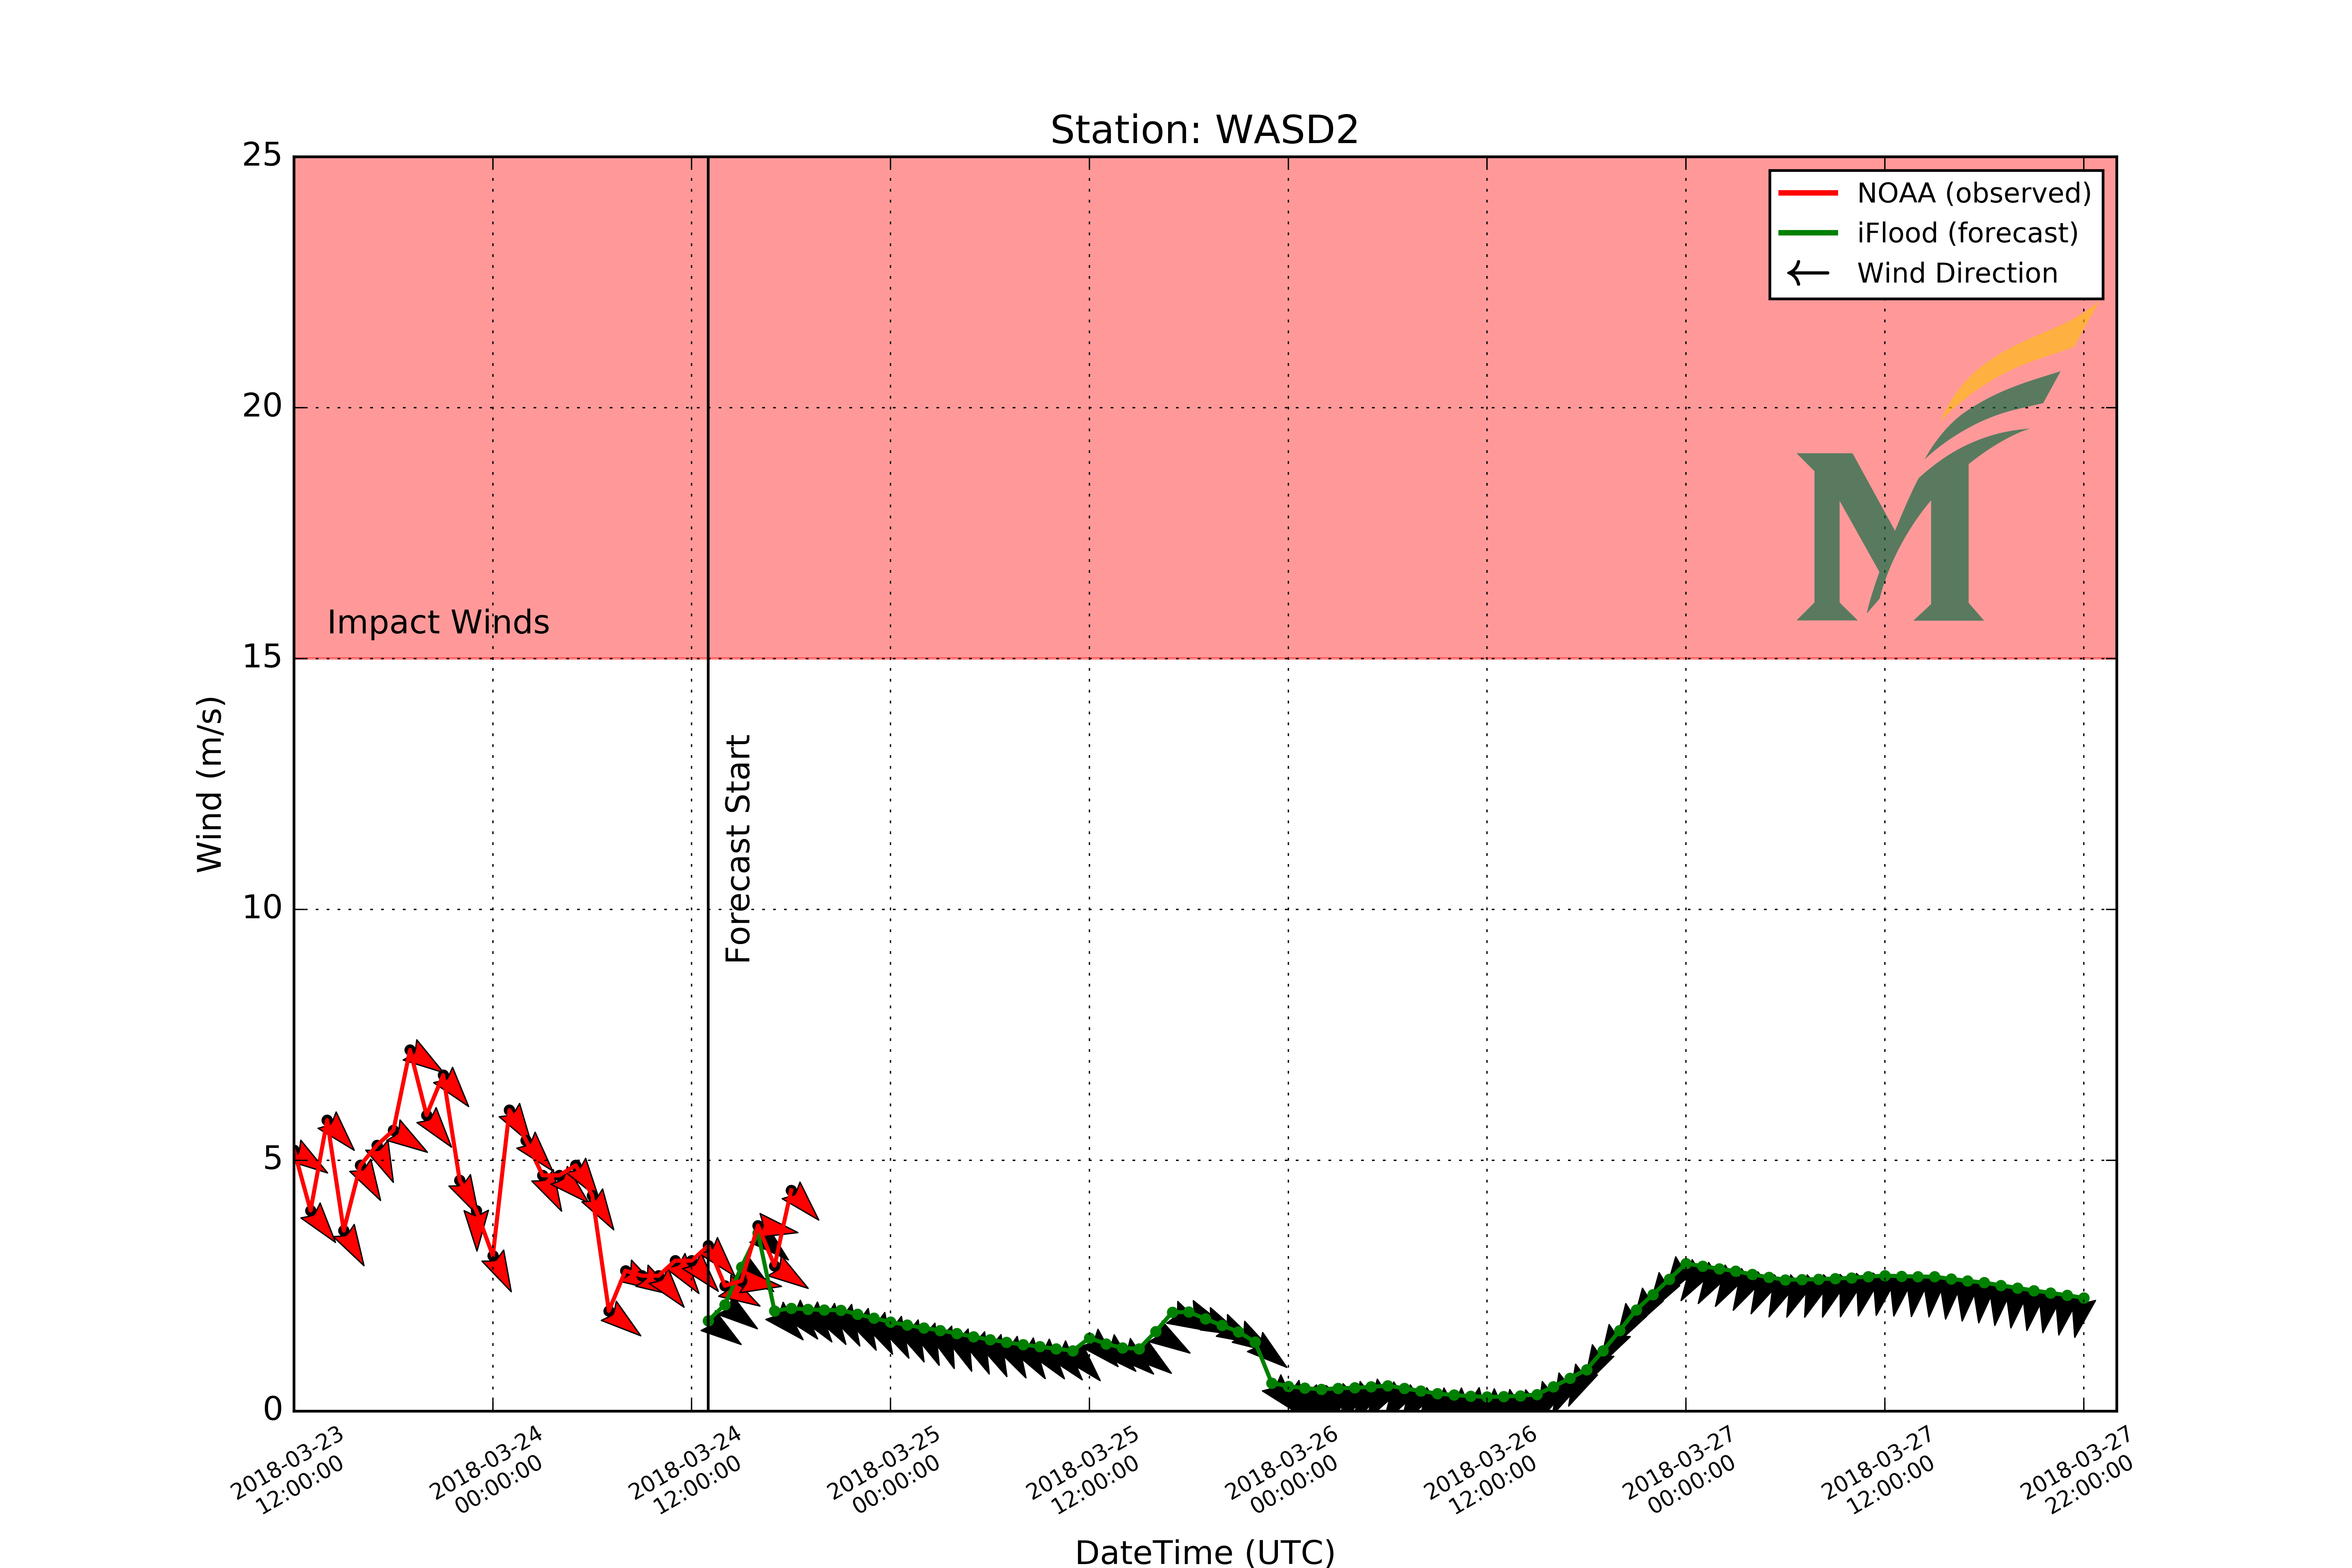 Station: WASD2
25
20
15
10
5
0
Wind (m/s)
NOAA (observed)
iFlood (forecast)
Wind Direction
M
Impact Winds
Forecast Start
2018-03-23
12:00:00
2018-03-24
00:00:00
2018-03-24
12:00:00
2018-03-25
00:00:00
2018-03-25
12:00:00
2018-03-26
00:00:00
2018-03-26
12:00:00
2018-03-27
00:00:00
2018-03-27
12:00:00
2018-03-27
22:00:00
DateTime (UTC)